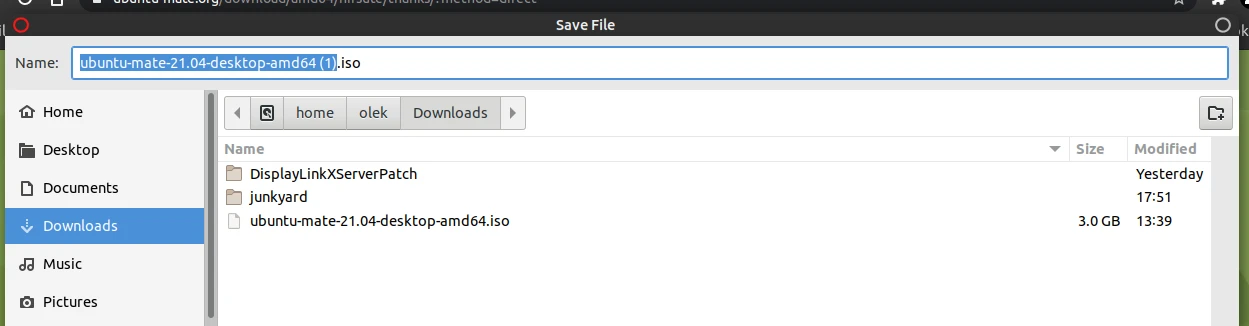 Save File
Name: ubuntu-mate-21.04-desktop-amd64 (1).iso
Home
Desktop
Documents
Downloads
Music
Pictures
home olek Downloads
Name Size Modified
DisplayLinkXServerPatch Yesterday
junkyard 17:51
ubuntu-mate-21.04-desktop-amd64.iso 3.0 GB 13:39